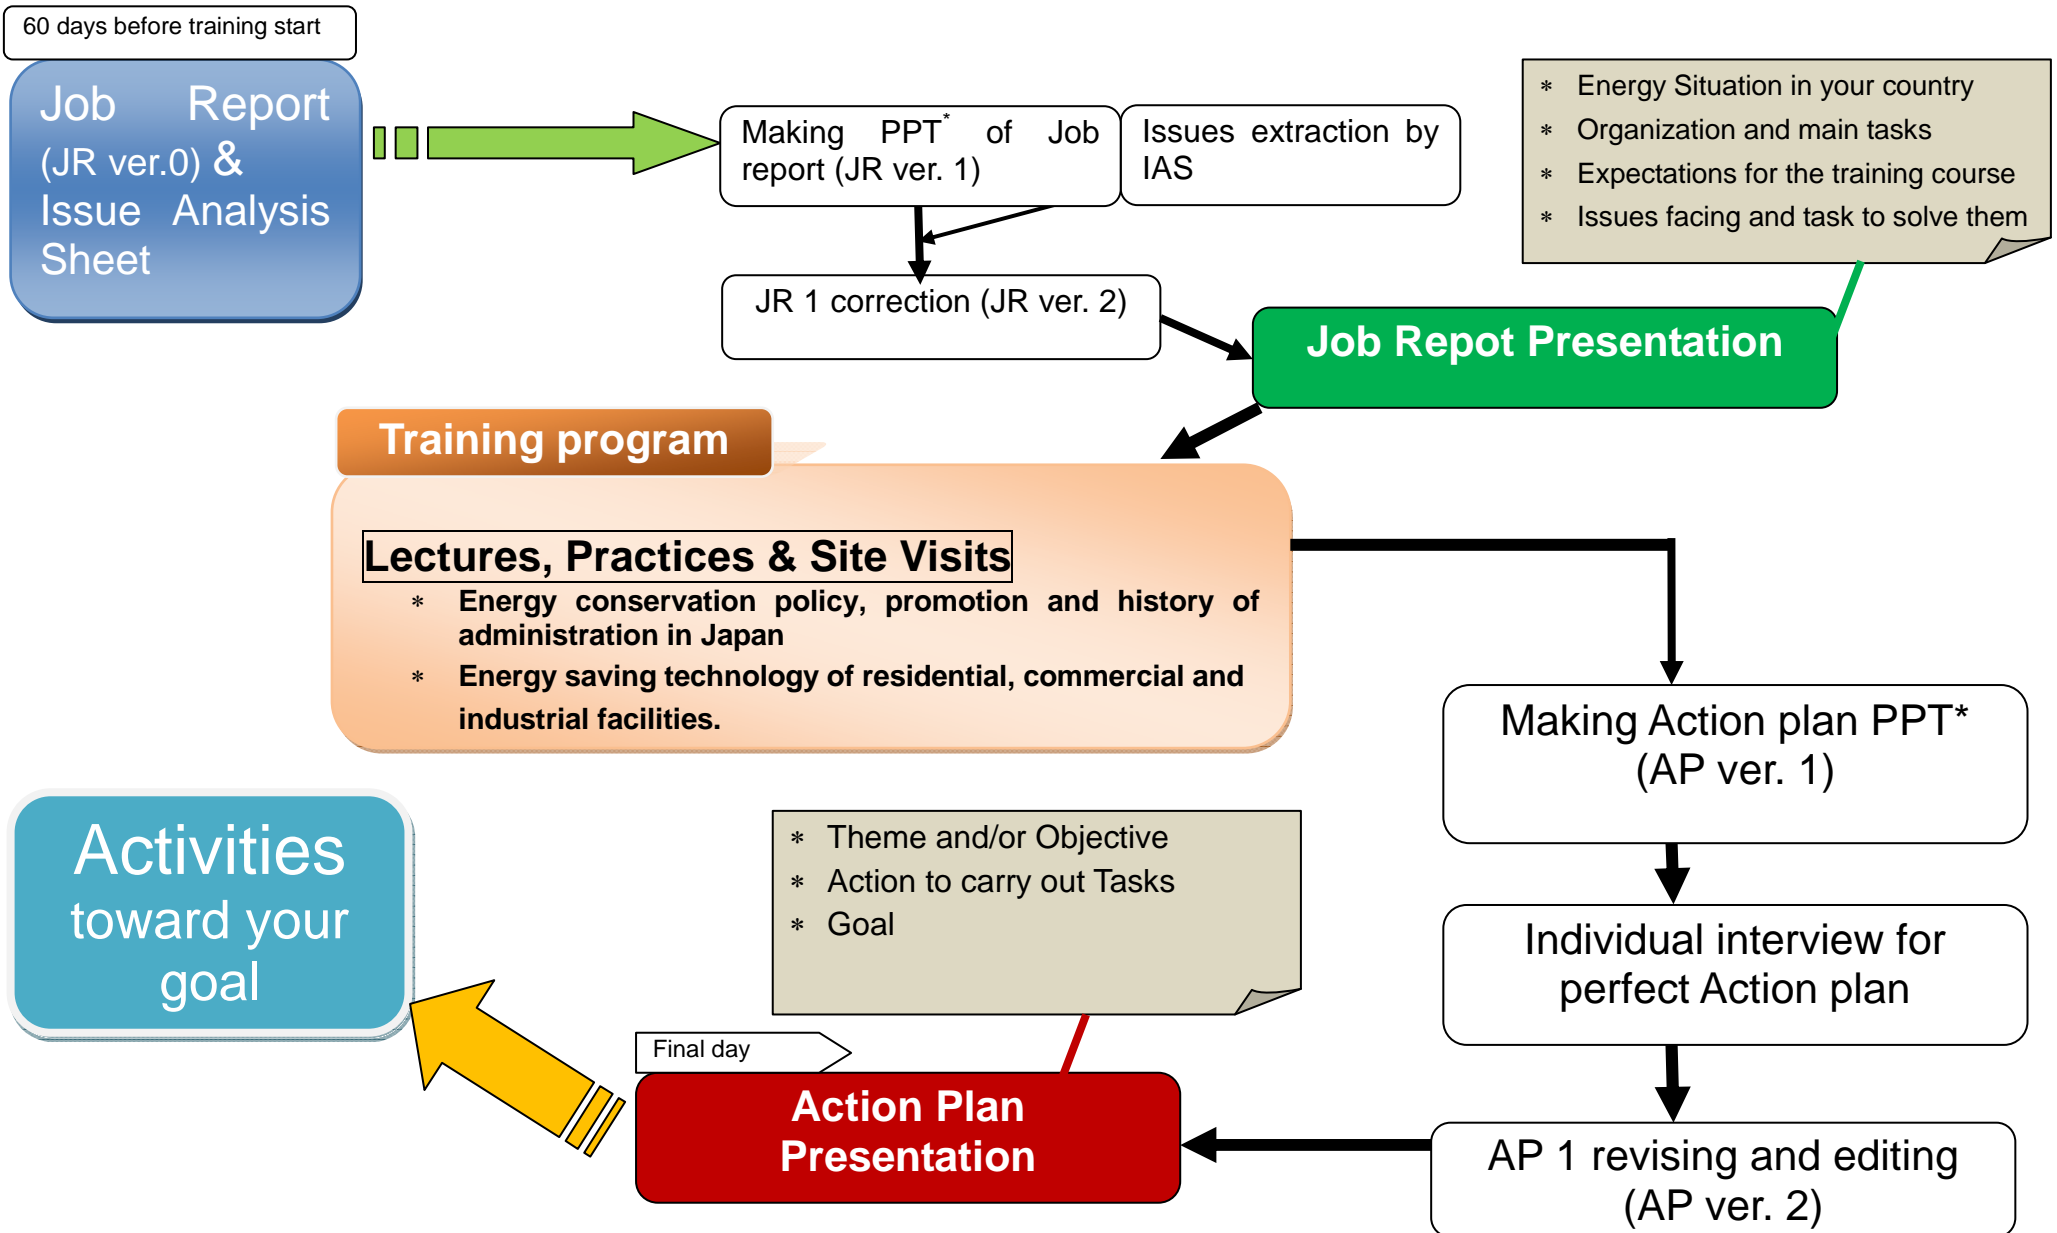 60 days before training start
Job Report
(JR ver.0) &
Issue Analysis
Sheet
Making PPT* of Job
report (JR ver. 1)
Issues extraction by
IAS
* Energy Situation in your country
* Organization and main tasks
* Expectations for the training course
* Issues facing and task to solve them
JR 1 correction (JR ver. 2)
Job Repot Presentation
Training program
Lectures, Practices & Site Visits
* Energy conservation policy, promotion and history of
administration in Japan
* Energy saving technology of residential, commercial and
industrial facilities.
Making Action plan PPT*
(AP ver. 1)
Individual interview for
perfect Action plan
AP 1 revising and editing
(AP ver. 2)
* Theme and/or Objective
* Action to carry out Tasks
* Goal
Final day
Action Plan
Presentation
Activities
toward your
goal